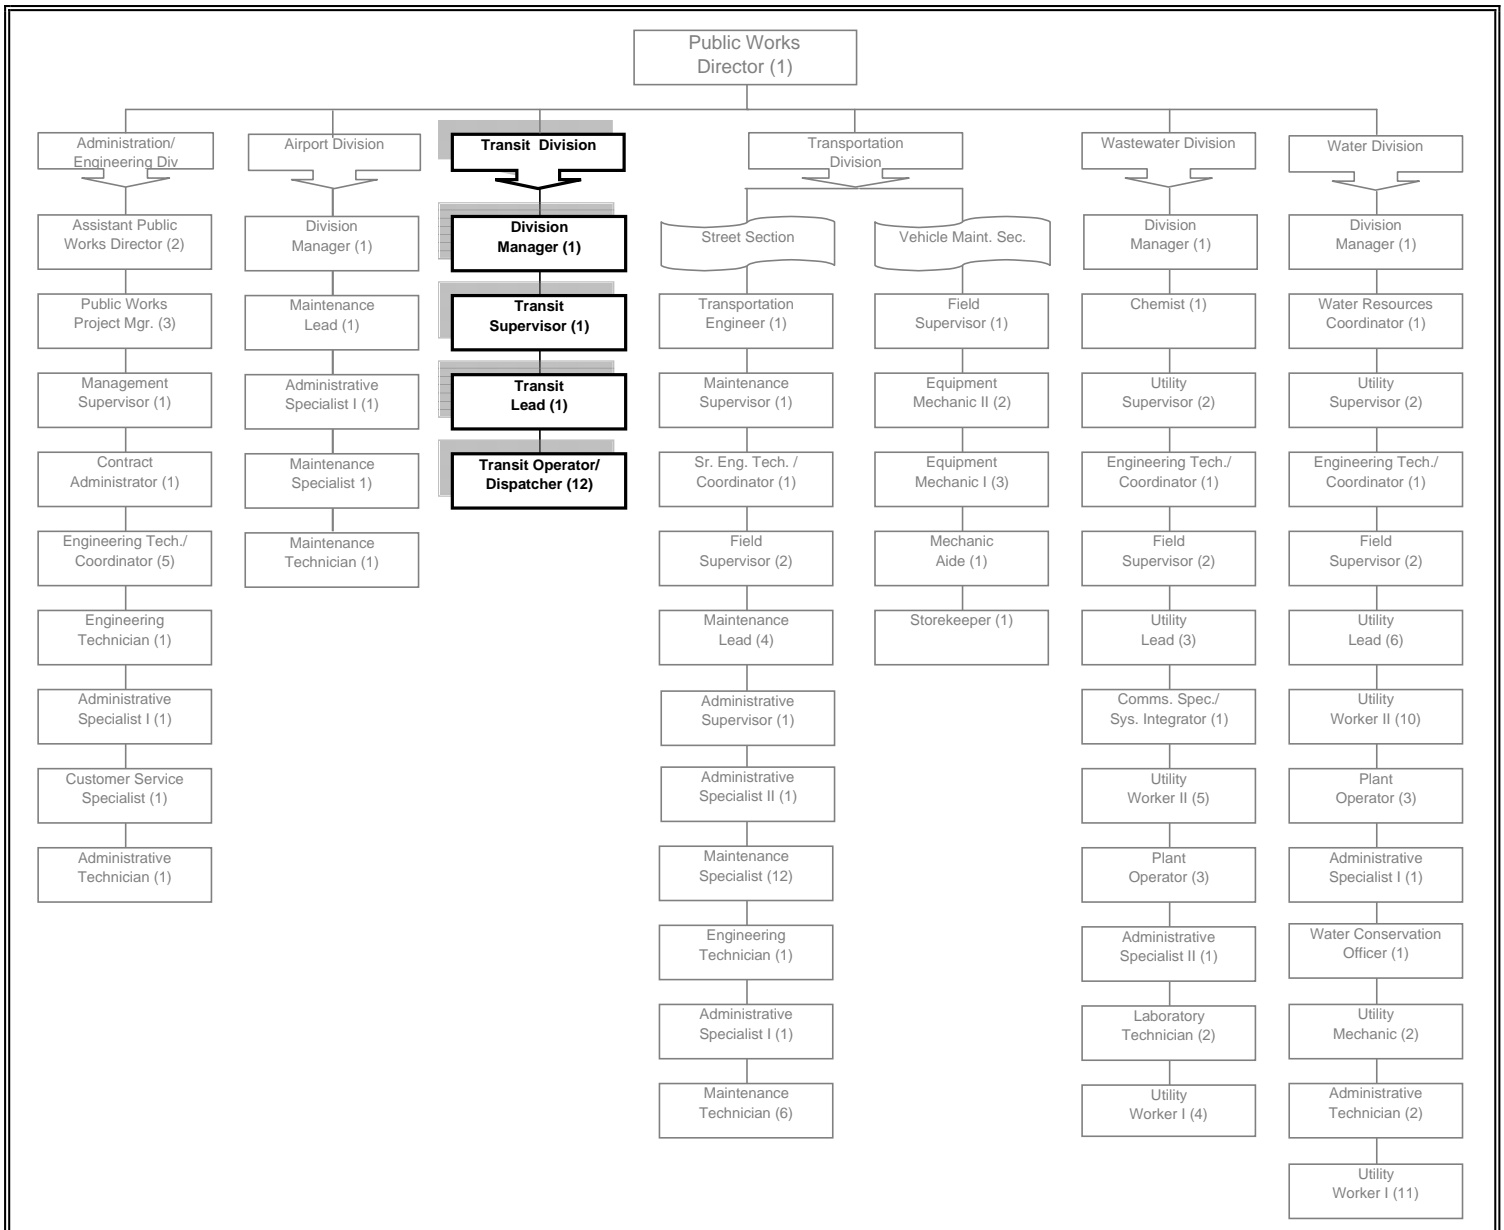 Public Works
Director (1)
Administration/
Engineering Div
Assistant Public
Works Director (2)
Public Works
Project Mgr. (3)
Management
Supervisor (1)
Contract
Administrator (1)
Engineering Tech./
Coordinator (5)
Engineering
Technician (1)
Administrative
Specialist I (1)
Customer Service
Specialist (1)
Administrative
Technician (1)
Airport Division
Division
Manager (1)
Maintenance
Lead (1)
Administrative
Specialist I (1)
Maintenance
Specialist 1)
Maintenance
Technician (1)
Transit Division
Division
Manager (1)
Transit
Supervisor (1)
Transit
Lead (1)
Transit Operator/
Dispatcher (12)
Transportation
Division
Street Section
Transportation
Engineer (1)
Maintenance
Supervisor (1)
Sr. Eng. Tech. /
Coordinator (1)
Field
Supervisor (2)
Maintenance
Lead (4)
Administrative
Supervisor (1)
Administrative
Specialist II (1)
Maintenance
Specialist (12)
Engineering
Technician (1)
Administrative
Specialist I (1)
Maintenance
Technician (6)
Vehicle Maint. Sec.
Field
Supervisor (1)
Equipment
Mechanic II (2)
Equipment
Mechanic I (3)
Mechanic
Aide (1)
Storekeeper (1)
Wastewater Division
Division
Manager (1)
Chemist (1)
Utility
Supervisor (2)
Engineering Tech./
Coordinator (1)
Field
Supervisor (2)
Utility
Lead (3)
Comms. Spec./
Sys. Integrator (1)
Utility
Worker II (5)
Plant
Operator (3)
Administrative
Specialist II (1)
Laboratory
Technician (2)
Utility
Worker I (4)
Water Division
Division
Manager (1)
Water Resources
Coordinator (1)
Utility
Supervisor (2)
Engineering Tech./
Coordinator (1)
Field
Supervisor (2)
Utility
Lead (6)
Utility
Worker II (10)
Plant
Operator (3)
Administrative
Specialist I (1)
Water Conservation
Officer (1)
Utility
Mechanic (2)
Administrative
Technician (2)
Utility
Worker I (11)